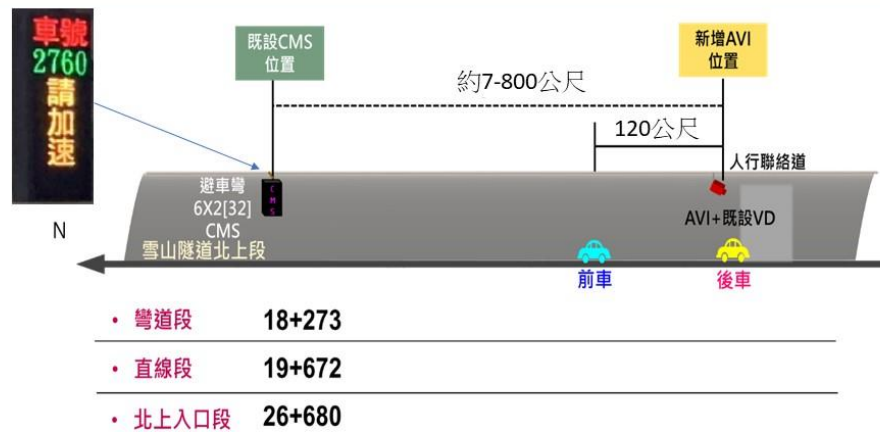 車號
2760
請
加
速
既設CMS
位置
新增AVI
位置
約7-800公尺
120公尺
人行聯絡道
避車彎
6X2[32]
CMS
C
M
S
AVI+既設VD
N
雪山隧道北上段
前車
後車
• 彎道段 18+273
• 直線段 19+672
• 北上入口段 26+680